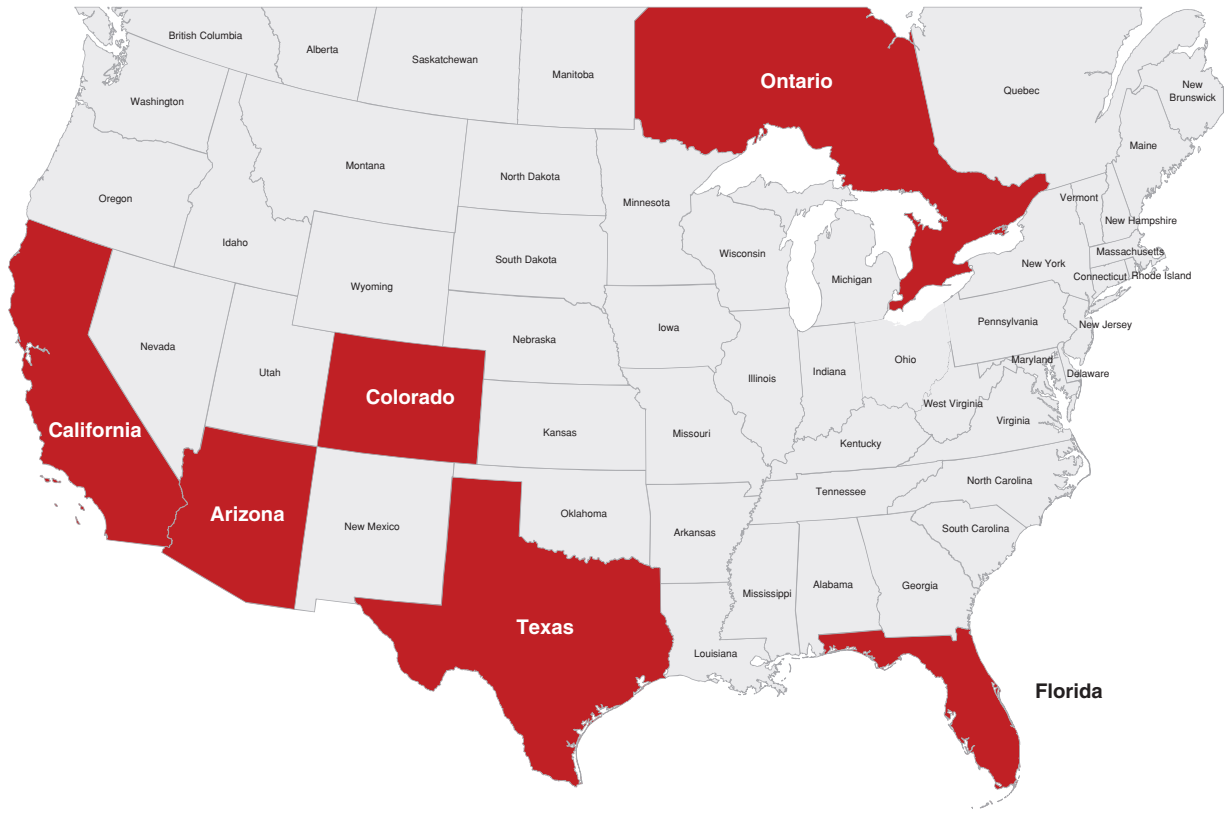 British Columbia
Alberta
Saskatchewan
Manitoba
Ontario
Quebec
New
Brunswick
Washington
Maine
Montana
North Dakota
Oregon
Minnesota
Vermont
New Hampshire
Idaho
Wisconsin
Massachusetts
South Dakota
New York
Michigan
Connecticut
Rhode Island
Wyoming
Iowa
Pennsylvania
New Jersey
Nebraska
Nevada
Utah
Ohio
Maryland
Indiana
Illinois
Delaware
Colorado
West Virginia
California
Kansas
Missouri
Kentucky
Virginia
Tennessee
North Carolina
Arizona
New Mexico
Oklahoma
Arkansas
South Carolina
Mississippi
Alabama
Georgia
Texas
Louisiana
Florida